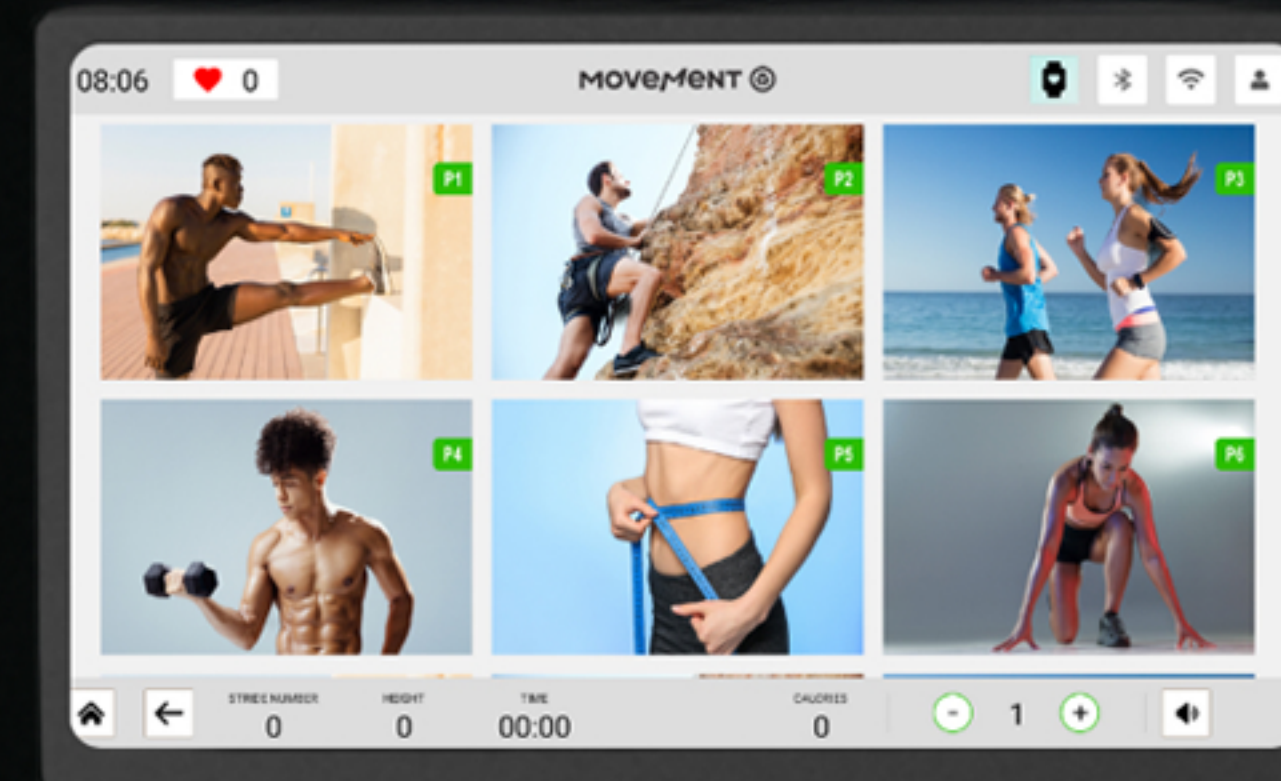 08:06 0 MOVEMENT
P1 P2 P3
P4 P5 P6
STRIDE NUMBER HEIGHT TIME CALORIES
0 0 00:00 0 - 1 +